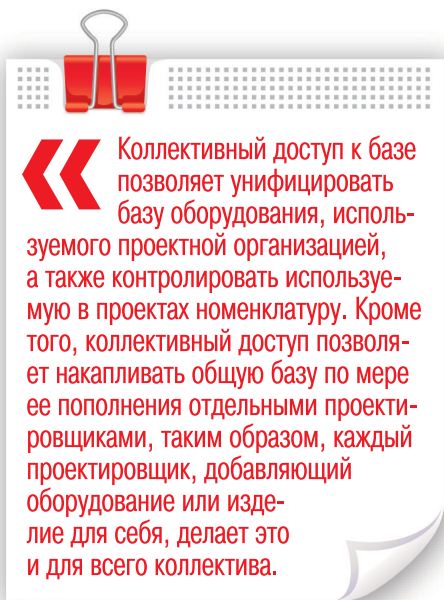 « Коллективный доступ к базе
позволяет унифицировать
базу оборудования, исполь-
зуемого проектной организацией,
а также контролировать используе-
мую в проектах номенклатуру. Кроме
того, коллективный доступ позволя-
ет накапливать общую базу по мере
ее пополнения отдельными проекти-
ровщиками, таким образом, каждый
проектировщик, добавляющий
оборудование или изде-
лие для себя, делает это
и для всего коллектива.